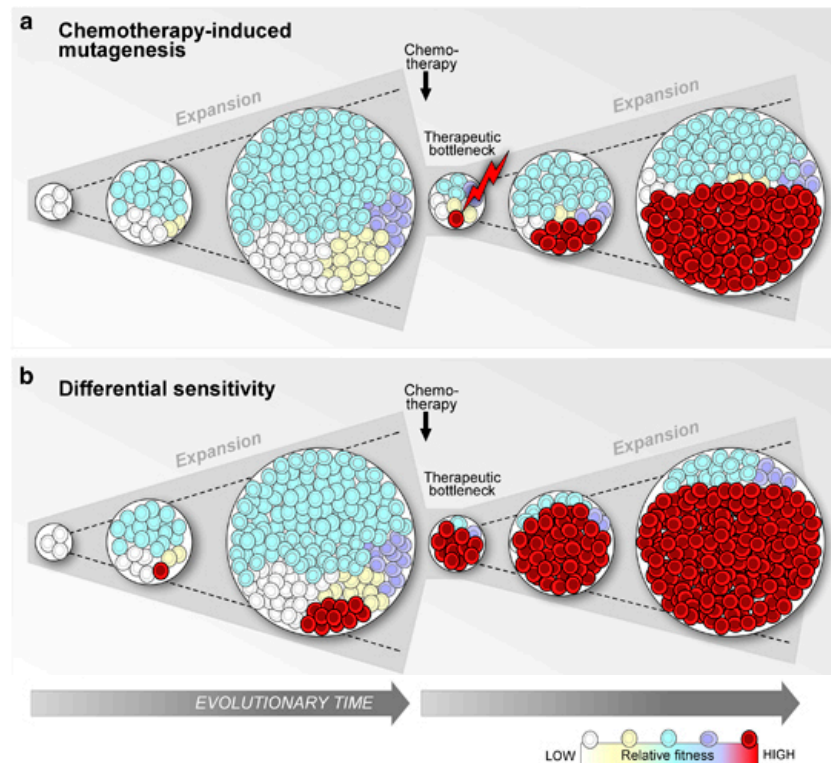 a
Chemotherapy-induced
mutagenesis
Chemo-
therapy
Expansion
Therapeutic
bottleneck
Expansion
b
Differential sensitivity
Chemo-
therapy
Expansion
Therapeutic
bottleneck
Expansion
EVOLUTIONARY TIME
LOW Relative fitness HIGH